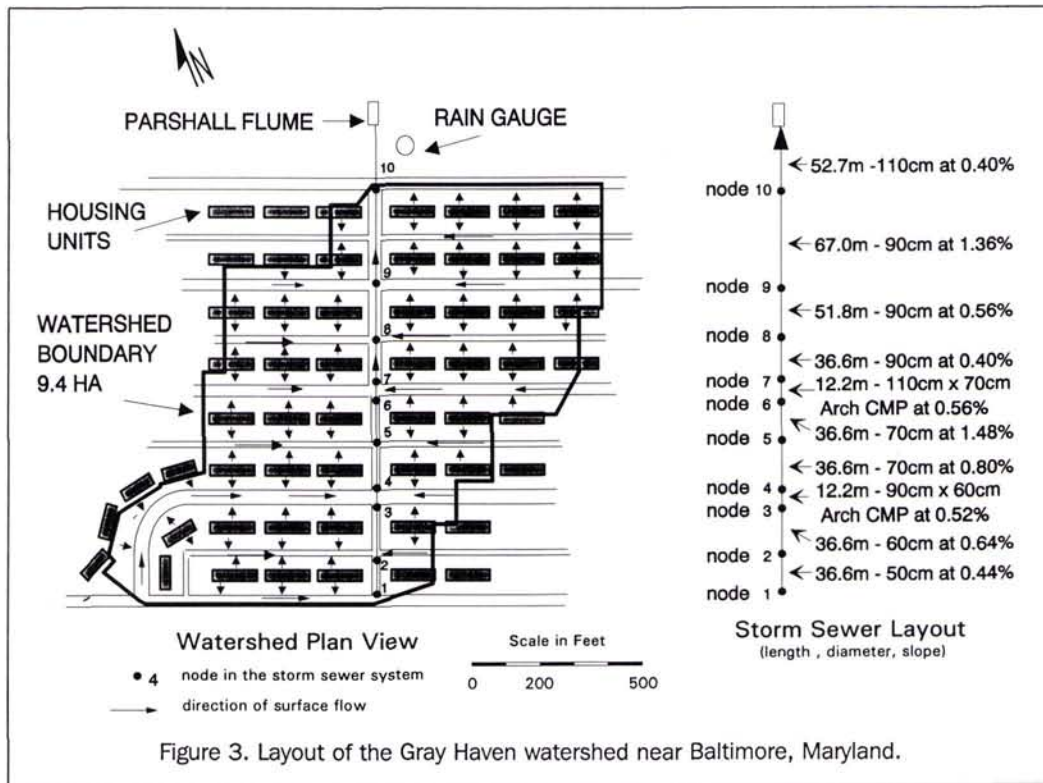 N
PARSHALL FLUME
RAIN GAUGE
10
HOUSING
UNITS
9
WATERSHED
BOUNDARY
9.4 HA
8
7
6
5
4
3
2
1
Watershed Plan View
• 4 node in the storm sewer system
direction of surface flow
Scale in Feet
0 200 500
52.7m -110cm at 0.40%
node 10
67.0m - 90cm at 1.36%
node 9
51.8m - 90cm at 0.56%
node 8
36.6m - 90cm at 0.40%
node 7
12.2m - 110cm x 70cm
node 6
Arch CMP at 0.56%
36.6m - 70cm at 1.48%
node 5
36.6m - 70cm at 0.80%
node 4
12.2m - 90cm x 60cm
node 3
Arch CMP at 0.52%
36.6m - 60cm at 0.64%
node 2
36.6m - 50cm at 0.44%
node 1
Storm Sewer Layout
(length , diameter, slope)
Figure 3. Layout of the Gray Haven watershed near Baltimore, Maryland.